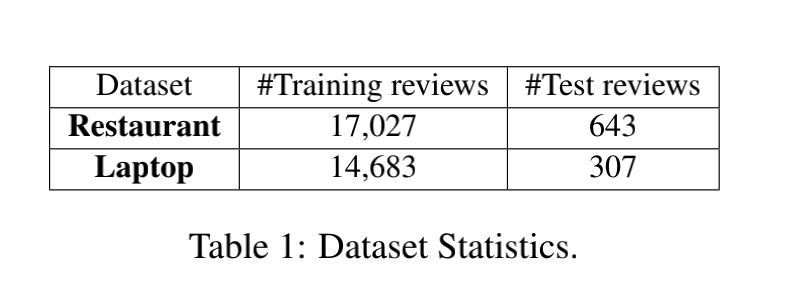 Dataset #Training reviews #Test reviews
Restaurant 17,027 643
Laptop 14,683 307
Table 1: Dataset Statistics.